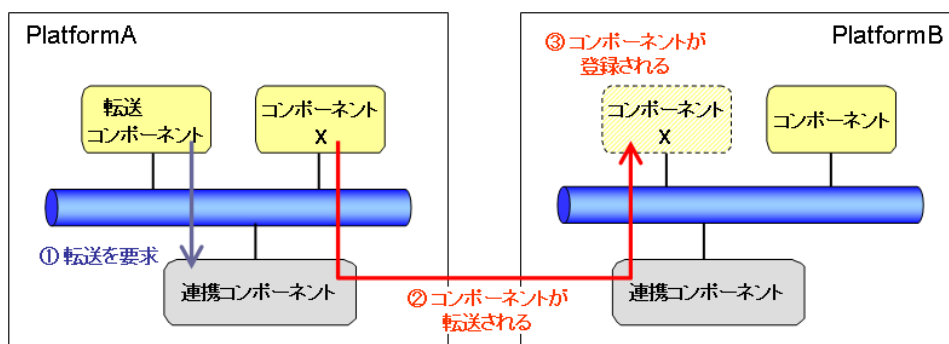 PlatformA
PlatformB
転送
コンポーネント
コンポーネント
X
③ コンポーネントが
登録される
コンポーネント
X
コンポーネント
① 転送を要求
連携コンポーネント
② コンポーネントが
転送される
連携コンポーネント